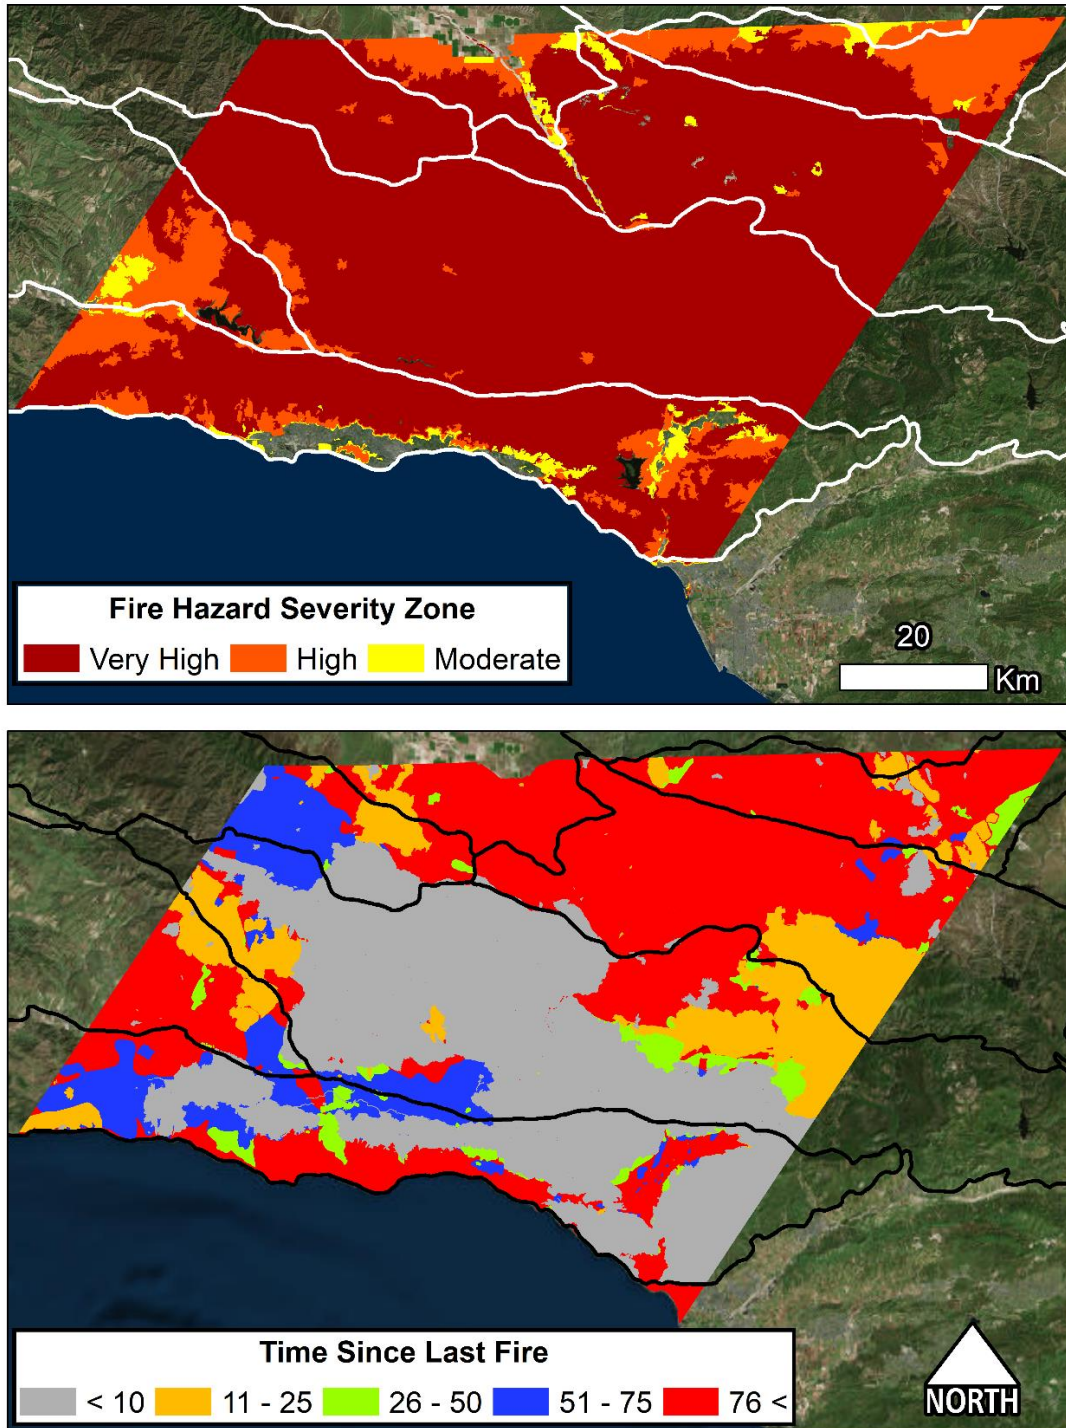 Fire Hazard Severity Zone
Very High High Moderate
20
Km
Time Since Last Fire
< 10 11 - 25 26 - 50 51 - 75 76 <
NORTH